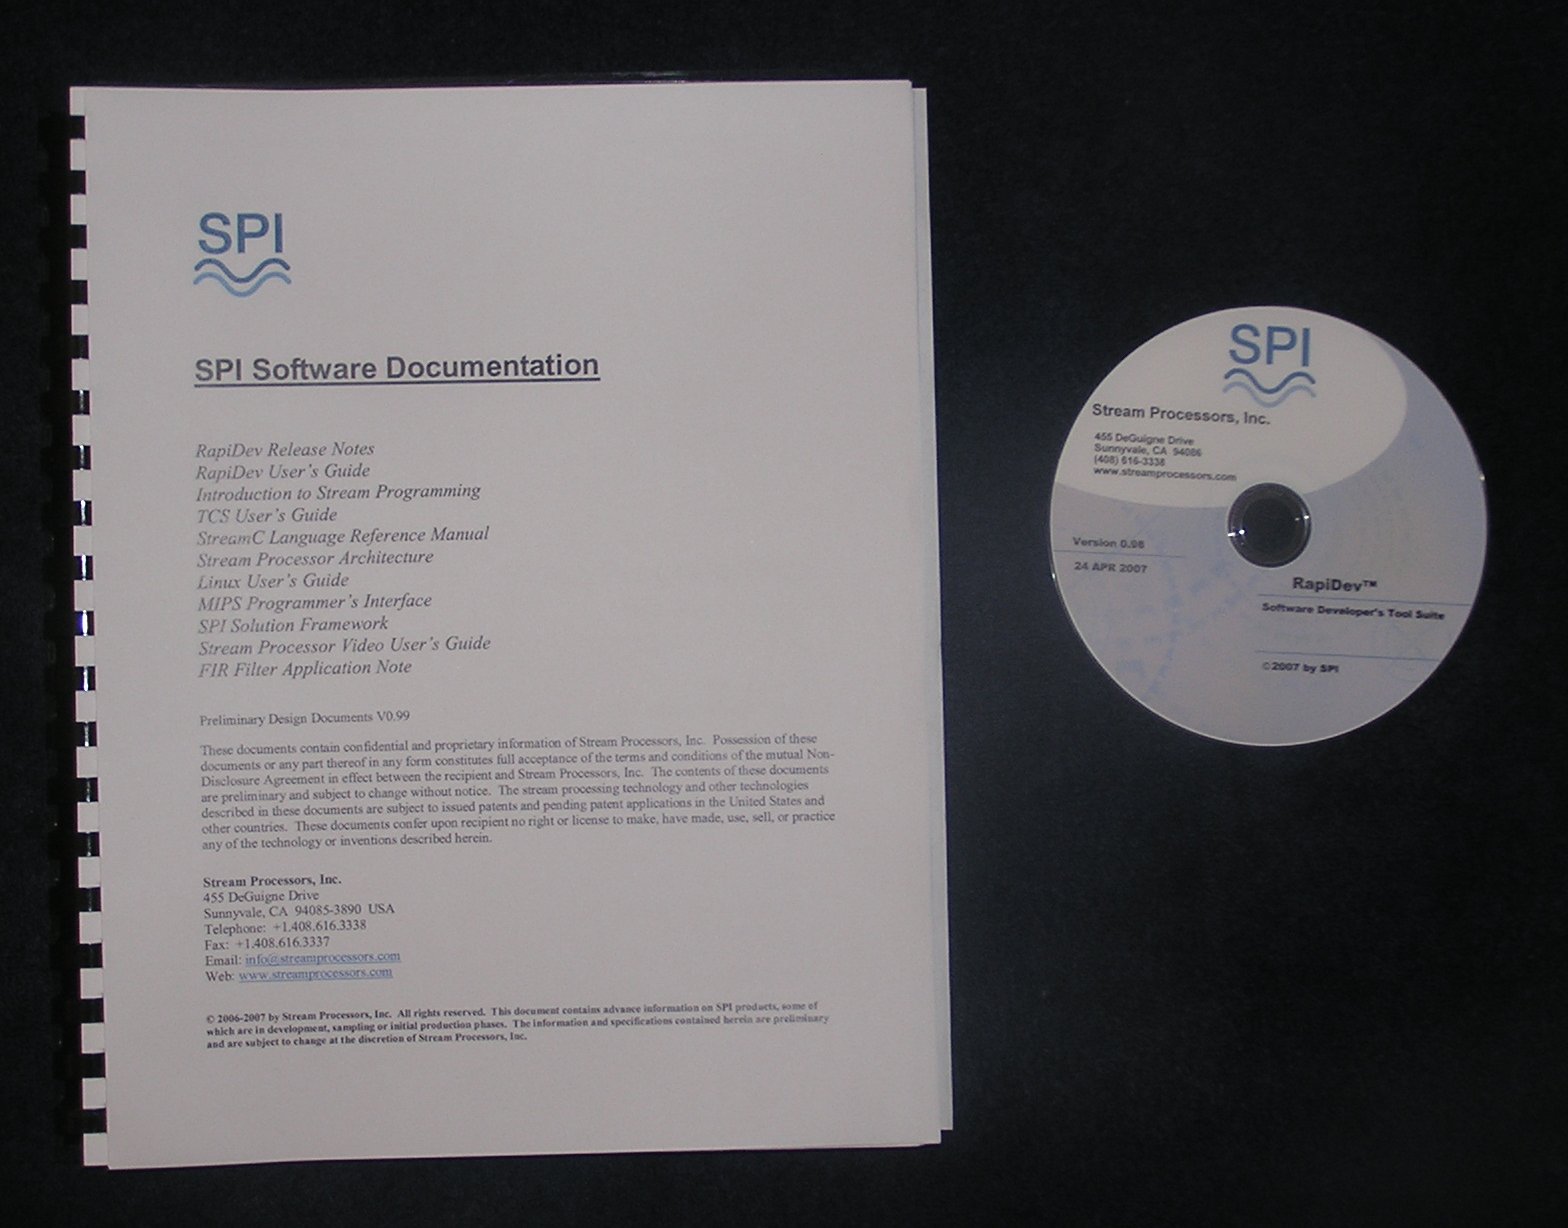 SPI
SPI Software Documentation
RapiDev Release Notes
RapiDev User's Guide
Introduction to Stream Programming
TCS User's Guide
StreamC Language Reference Manual
Stream Processor Architecture
Linux User's Guide
MIPS Programmer's Interface
SPI Solution Framework
Stream Processor Video User's Guide
FIR Filter Application Note
Preliminary Design Documents V0.99
These documents contain confidential and proprietary information of Stream Processors, Inc.  Possession of these
documents or any part thereof in any form constitutes full acceptance of the terms and conditions of the mutual Non-
Disclosure Agreement in effect between the recipient and Stream Processors, Inc.  The contents of these documents
are preliminary and subject to change without notice.  The stream processing technology and other technologies
described in these documents are subject to issued patents and pending patent applications in the United States and
other countries.  These documents confer upon recipient no right or license to make, have made, use, sell, or practice
any of the technology or inventions described herein.
Stream Processors, Inc.
455 DeGuigne Drive
Sunnyvale, CA  94085-3890  USA
Telephone:  +1.408.616.3338
Fax:  +1.408.616.3337
Email: info@streamprocessors.com
Web: www.streamprocessors.com
© 2006-2007 by Stream Processors, Inc.  All rights reserved.  This document contains advance information on SPI products, some of
which are in development, sampling or initial production phases.  The information and specifications contained herein are preliminary
and are subject to change at the discretion of Stream Processors, Inc.
SPI
Stream Processors, Inc.
455 DeGuigne Drive
Sunnyvale, CA  94086
(408) 616-3338
www.streamprocessors.com
Version 0.98
24 APR 2007
RapiDev™
Software Developer's Tool Suite
©2007 by SPI